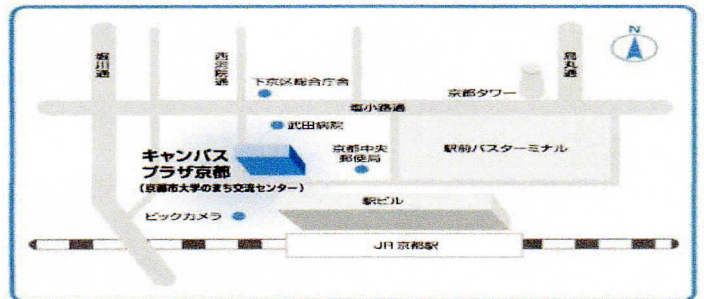 N
堀川通
西洞院通
烏丸通
下京区総合庁舎
京都タワー
塩小路通
武田病院
キャンパス
プラザ京都
(京都市大学のまち交流センター)
京都中央
郵便局
駅前バスターミナル
駅ビル
ビックカメラ
JR 京都駅